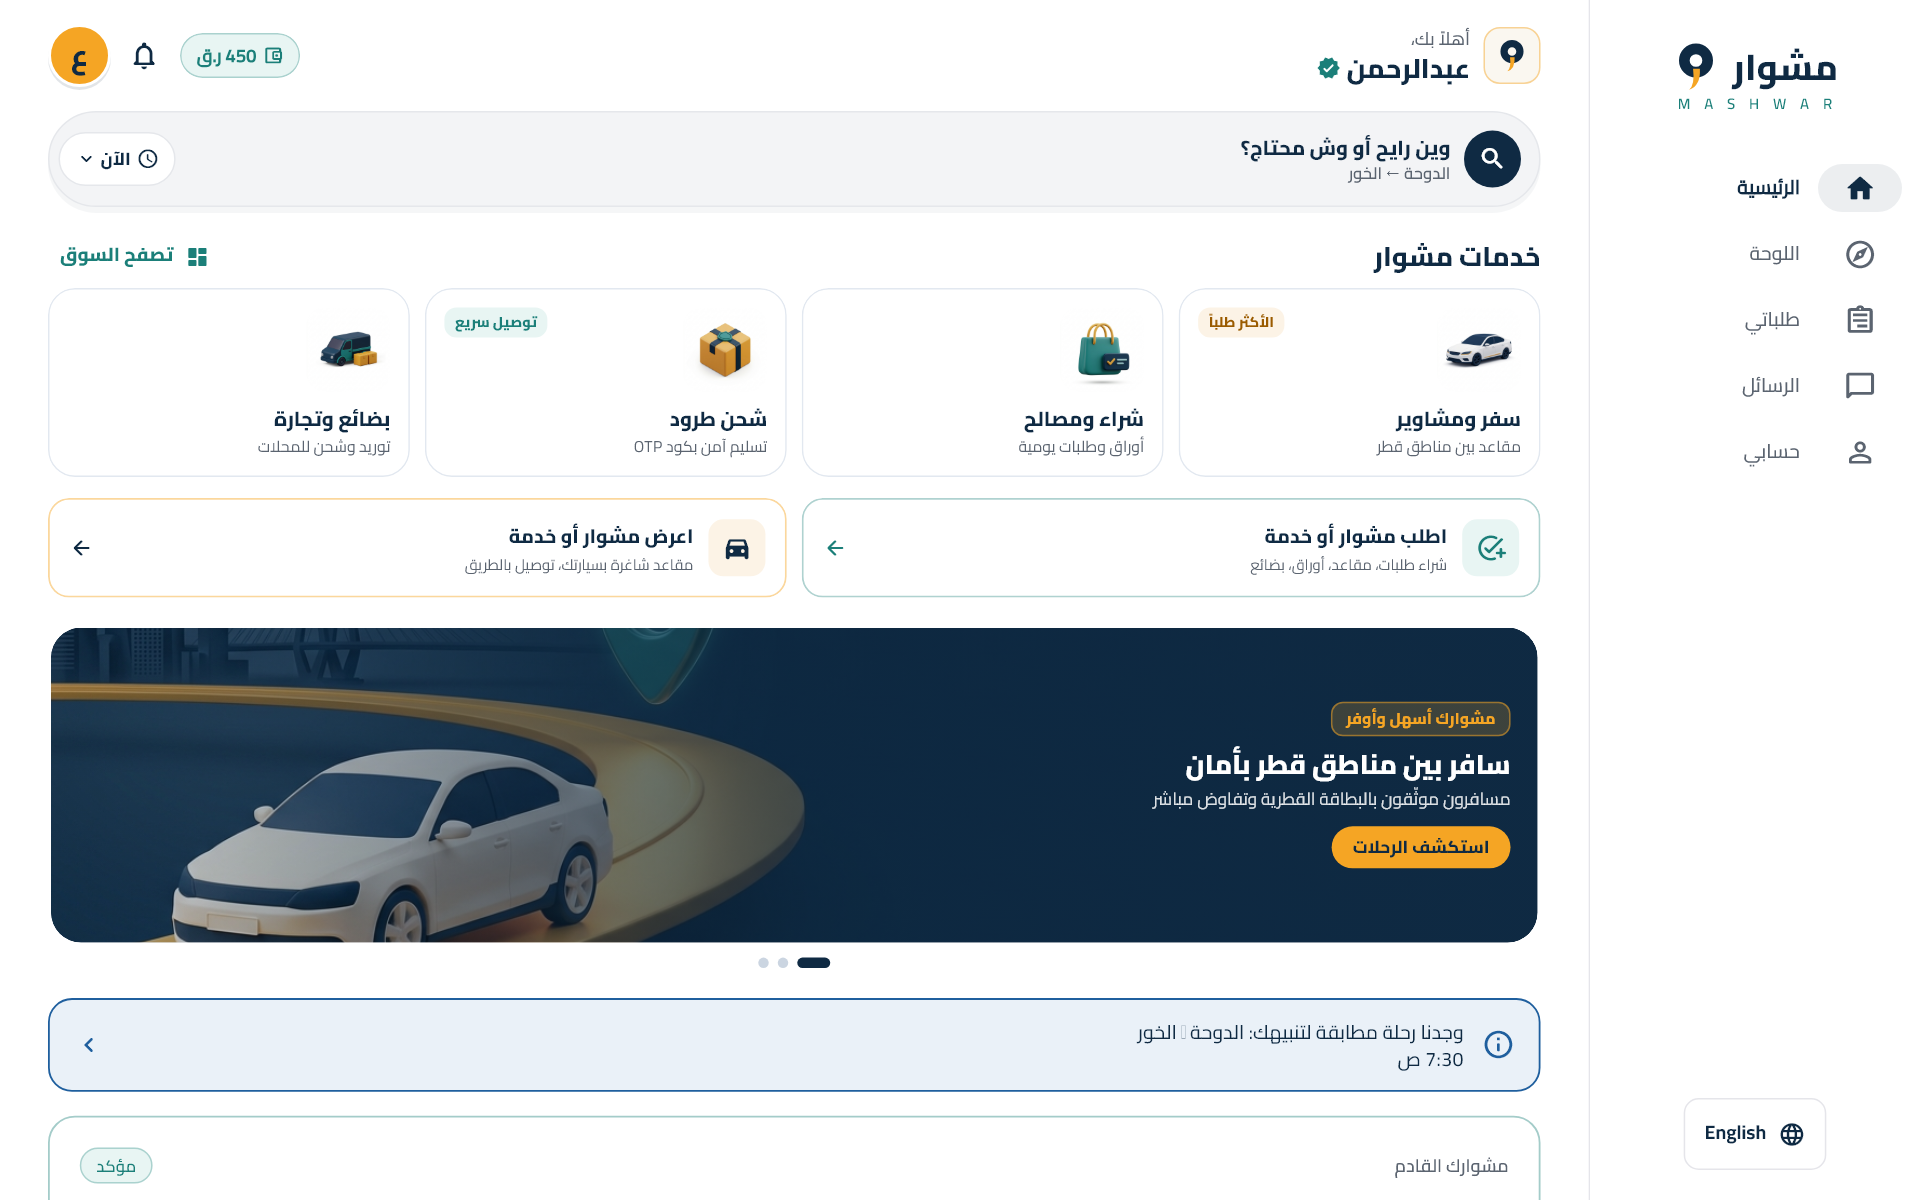 مشوار
MASHWAR
الرئيسية
اللوحة
طلباتي
الرسائل
حسابي
English
أهلاً بك،
عبدالرحمن
450 ر.ق
ع
وين رايح أو وش محتاج؟
الدوحة ← الخور
الآن
خدمات مشوار
تصفح السوق
الأكثر طلباً
سفر ومشاوير
مقاعد بين مناطق قطر
شراء ومصالح
أوراق وطلبات يومية
توصيل سريع
شحن طرود
تسليم آمن بكود OTP
بضائع وتجارة
توريد وشحن للمحلات
اطلب مشوار أو خدمة
شراء طلبات، مقاعد، أوراق، بضائع
اعرض مشوار أو خدمة
مقاعد شاغرة بسيارتك، توصيل بالطريق
مشوارك أسهل وأوفر
سافر بين مناطق قطر بأمان
مسافرون موثّقون بالبطاقة القطرية وتفاوض مباشر
استكشف الرحلات
وجدنا رحلة مطابقة لتنبيهك: الدوحة الخور
7:30 ص
مشوارك القادم
مؤكد